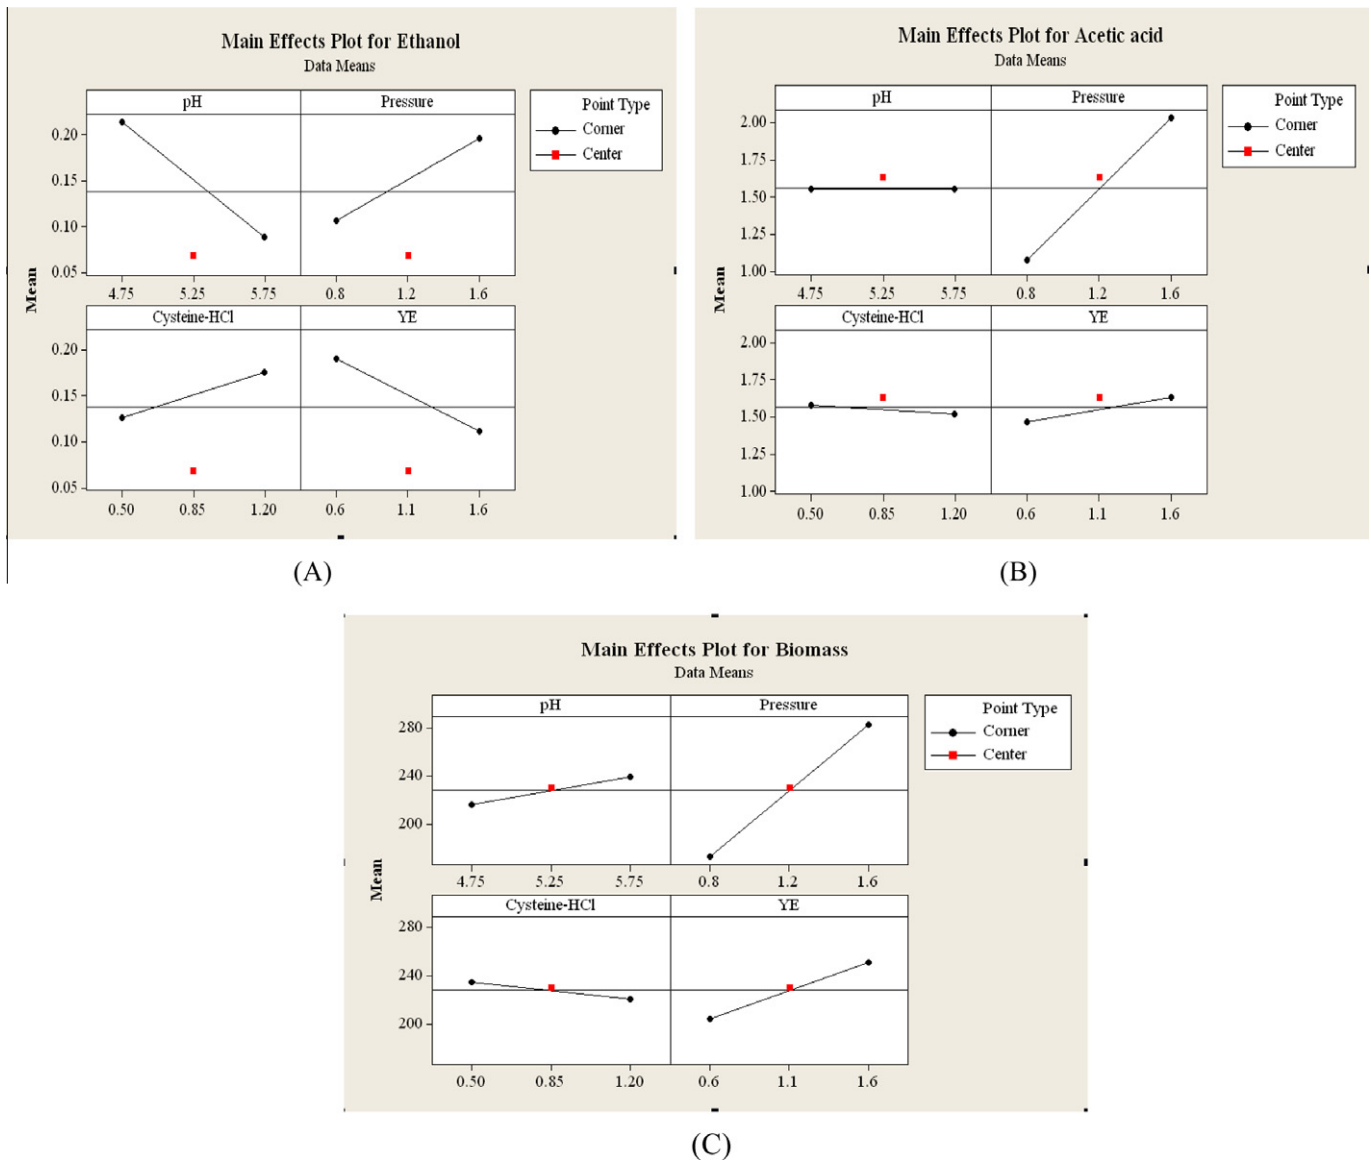 Main Effects Plot for Ethanol
Data Means
pH
Pressure
Point Type
Corner
Center
0.20
0.15
0.10
0.05
4.75
5.25
5.75
0.8
1.2
1.6
Mean
Cysteine-HCl
YE
0.20
0.15
0.10
0.05
0.50
0.85
1.20
0.6
1.1
1.6
(A)
Main Effects Plot for Acetic acid
Data Means
pH
Pressure
Point Type
Corner
Center
2.00
1.75
1.50
1.25
1.00
4.75
5.25
5.75
0.8
1.2
1.6
Mean
Cysteine-HCl
YE
2.00
1.75
1.50
1.25
1.00
0.50
0.85
1.20
0.6
1.1
1.6
(B)
Main Effects Plot for Biomass
Data Means
pH
Pressure
Point Type
Corner
Center
280
240
200
4.75
5.25
5.75
0.8
1.2
1.6
Mean
Cysteine-HCl
YE
280
240
200
0.50
0.85
1.20
0.6
1.1
1.6
(C)